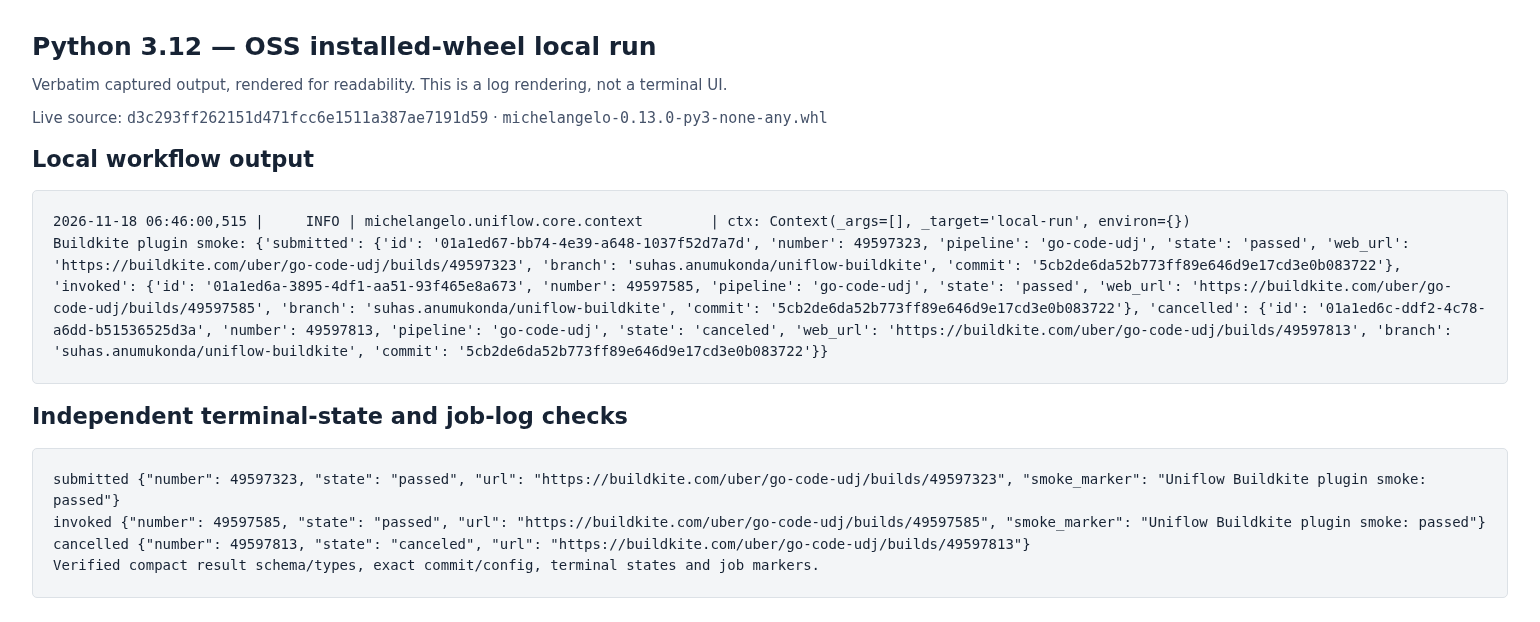 Python 3.12 — OSS installed-wheel local run
Verbatim captured output, rendered for readability. This is a log rendering, not a terminal UI.
Live source: d3c293ff262151d471fcc6e1511a387ae7191d59 · michelangelo-0.13.0-py3-none-any.whl
Local workflow output
2026-11-18 06:46:00,515 |     INFO | michelangelo.uniflow.core.context        | ctx: Context(_args=[], _target='local-run', environ={})
Buildkite plugin smoke: {'submitted': {'id': '01a1ed67-bb74-4e39-a648-1037f52d7a7d', 'number': 49597323, 'pipeline': 'go-code-udj', 'state': 'passed', 'web_url':
'https://buildkite.com/uber/go-code-udj/builds/49597323', 'branch': 'suhas.anumukonda/uniflow-buildkite', 'commit': '5cb2de6da52b773ff89e646d9e17cd3e0b083722'},
'invoked': {'id': '01a1ed6a-3895-4df1-aa51-93f465e8a673', 'number': 49597585, 'pipeline': 'go-code-udj', 'state': 'passed', 'web_url': 'https://buildkite.com/uber/go-
code-udj/builds/49597585', 'branch': 'suhas.anumukonda/uniflow-buildkite', 'commit': '5cb2de6da52b773ff89e646d9e17cd3e0b083722'}, 'cancelled': {'id': '01a1ed6c-ddf2-4c78-
a6dd-b51536525d3a', 'number': 49597813, 'pipeline': 'go-code-udj', 'state': 'canceled', 'web_url': 'https://buildkite.com/uber/go-code-udj/builds/49597813', 'branch':
'suhas.anumukonda/uniflow-buildkite', 'commit': '5cb2de6da52b773ff89e646d9e17cd3e0b083722'}}
Independent terminal-state and job-log checks
submitted {"number": 49597323, "state": "passed", "url": "https://buildkite.com/uber/go-code-udj/builds/49597323", "smoke_marker": "Uniflow Buildkite plugin smoke:
passed"}
invoked {"number": 49597585, "state": "passed", "url": "https://buildkite.com/uber/go-code-udj/builds/49597585", "smoke_marker": "Uniflow Buildkite plugin smoke: passed"}
cancelled {"number": 49597813, "state": "canceled", "url": "https://buildkite.com/uber/go-code-udj/builds/49597813"}
Verified compact result schema/types, exact commit/config, terminal states and job markers.